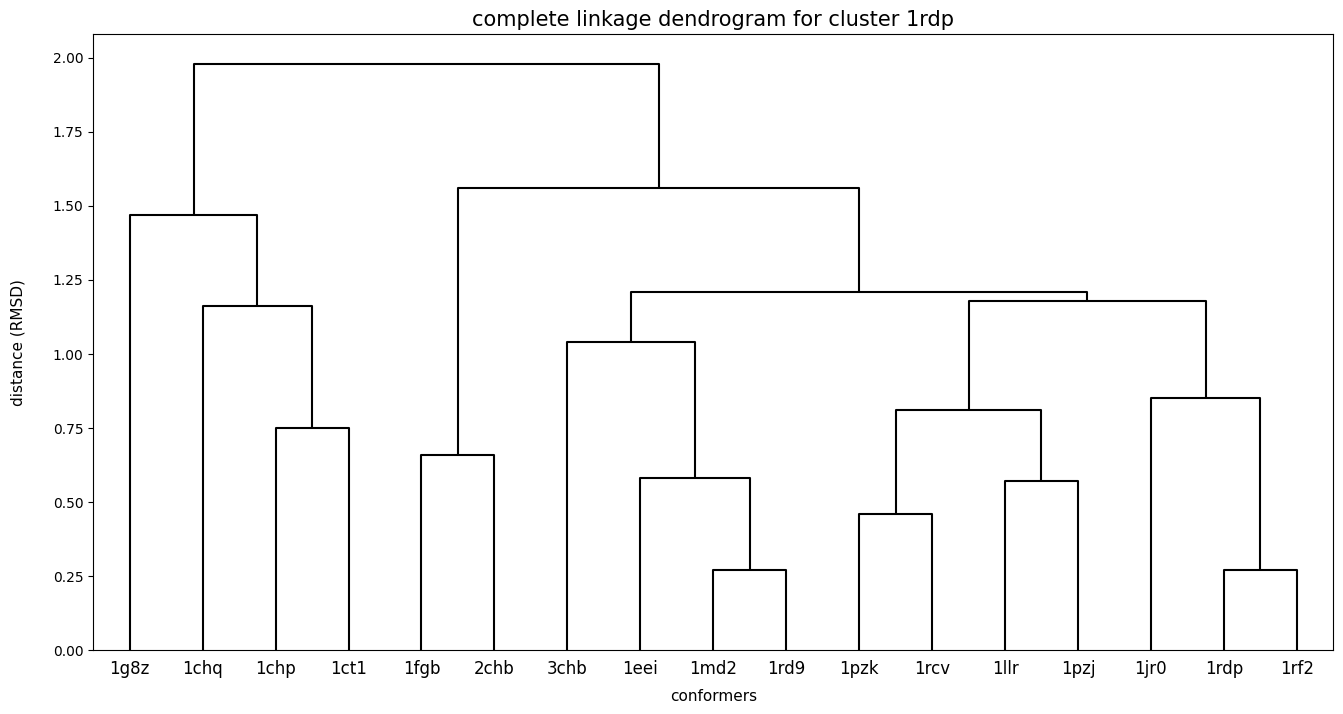 complete linkage dendrogram for cluster 1rdp
2.00
1.75
1.50
1.25
1.00
0.75
0.50
0.25
0.00
distance (RMSD)
1g8z 1chq 1chp 1ct1 1fgb 2chb 3chb 1eei 1md2 1rd9 1pzk 1rcv 1llr 1pzj 1jr0 1rdp 1rf2
conformers